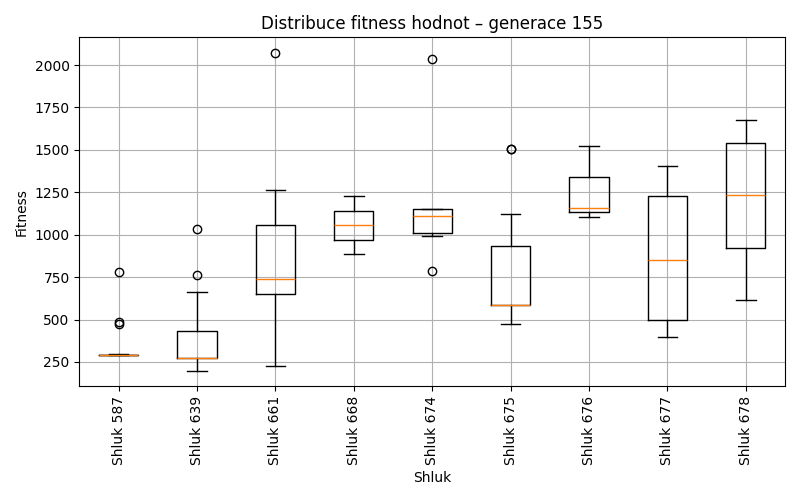 Distribuce fitness hodnot – generace 155
Fitness
2000
1750
1500
1250
1000
750
500
250
Shluk 587
Shluk 639
Shluk 661
Shluk 668
Shluk 674
Shluk 675
Shluk 676
Shluk 677
Shluk 678
Shluk